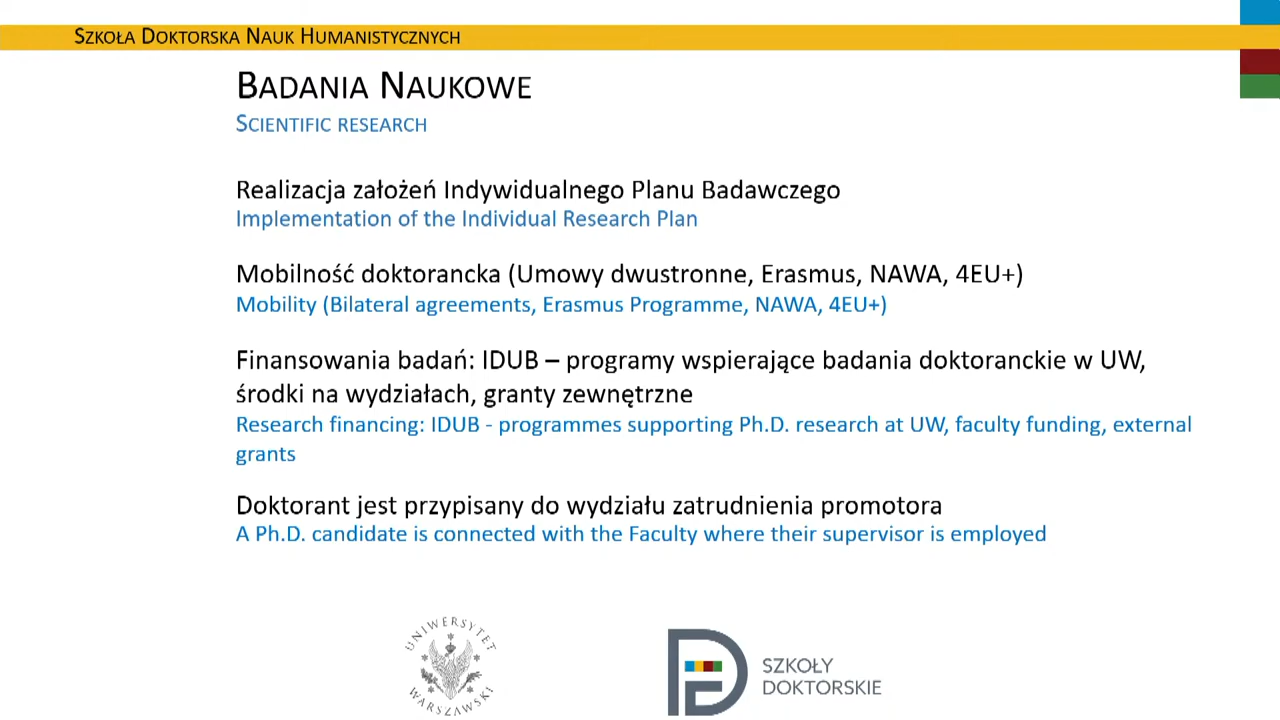 Szkoła Doktorska Nauk Humanistycznych
Badania Naukowe
Scientific research
Realizacja założeń Indywidualnego Planu Badawczego
Implementation of the Individual Research Plan
Mobilność doktorancka (Umowy dwustronne, Erasmus, NAWA, 4EU+)
Mobility (Bilateral agreements, Erasmus Programme, NAWA, 4EU+)
Finansowania badań: IDUB – programy wspierające badania doktoranckie w UW,
środki na wydziałach, granty zewnętrzne
Research financing: IDUB - programmes supporting Ph.D. research at UW, faculty funding, external
grants
Doktorant jest przypisany do wydziału zatrudnienia promotora
A Ph.D. candidate is connected with the Faculty where their supervisor is employed
UNIWERSYTET
WARSZAWSKI
SZKOŁY
DOKTORSKIE